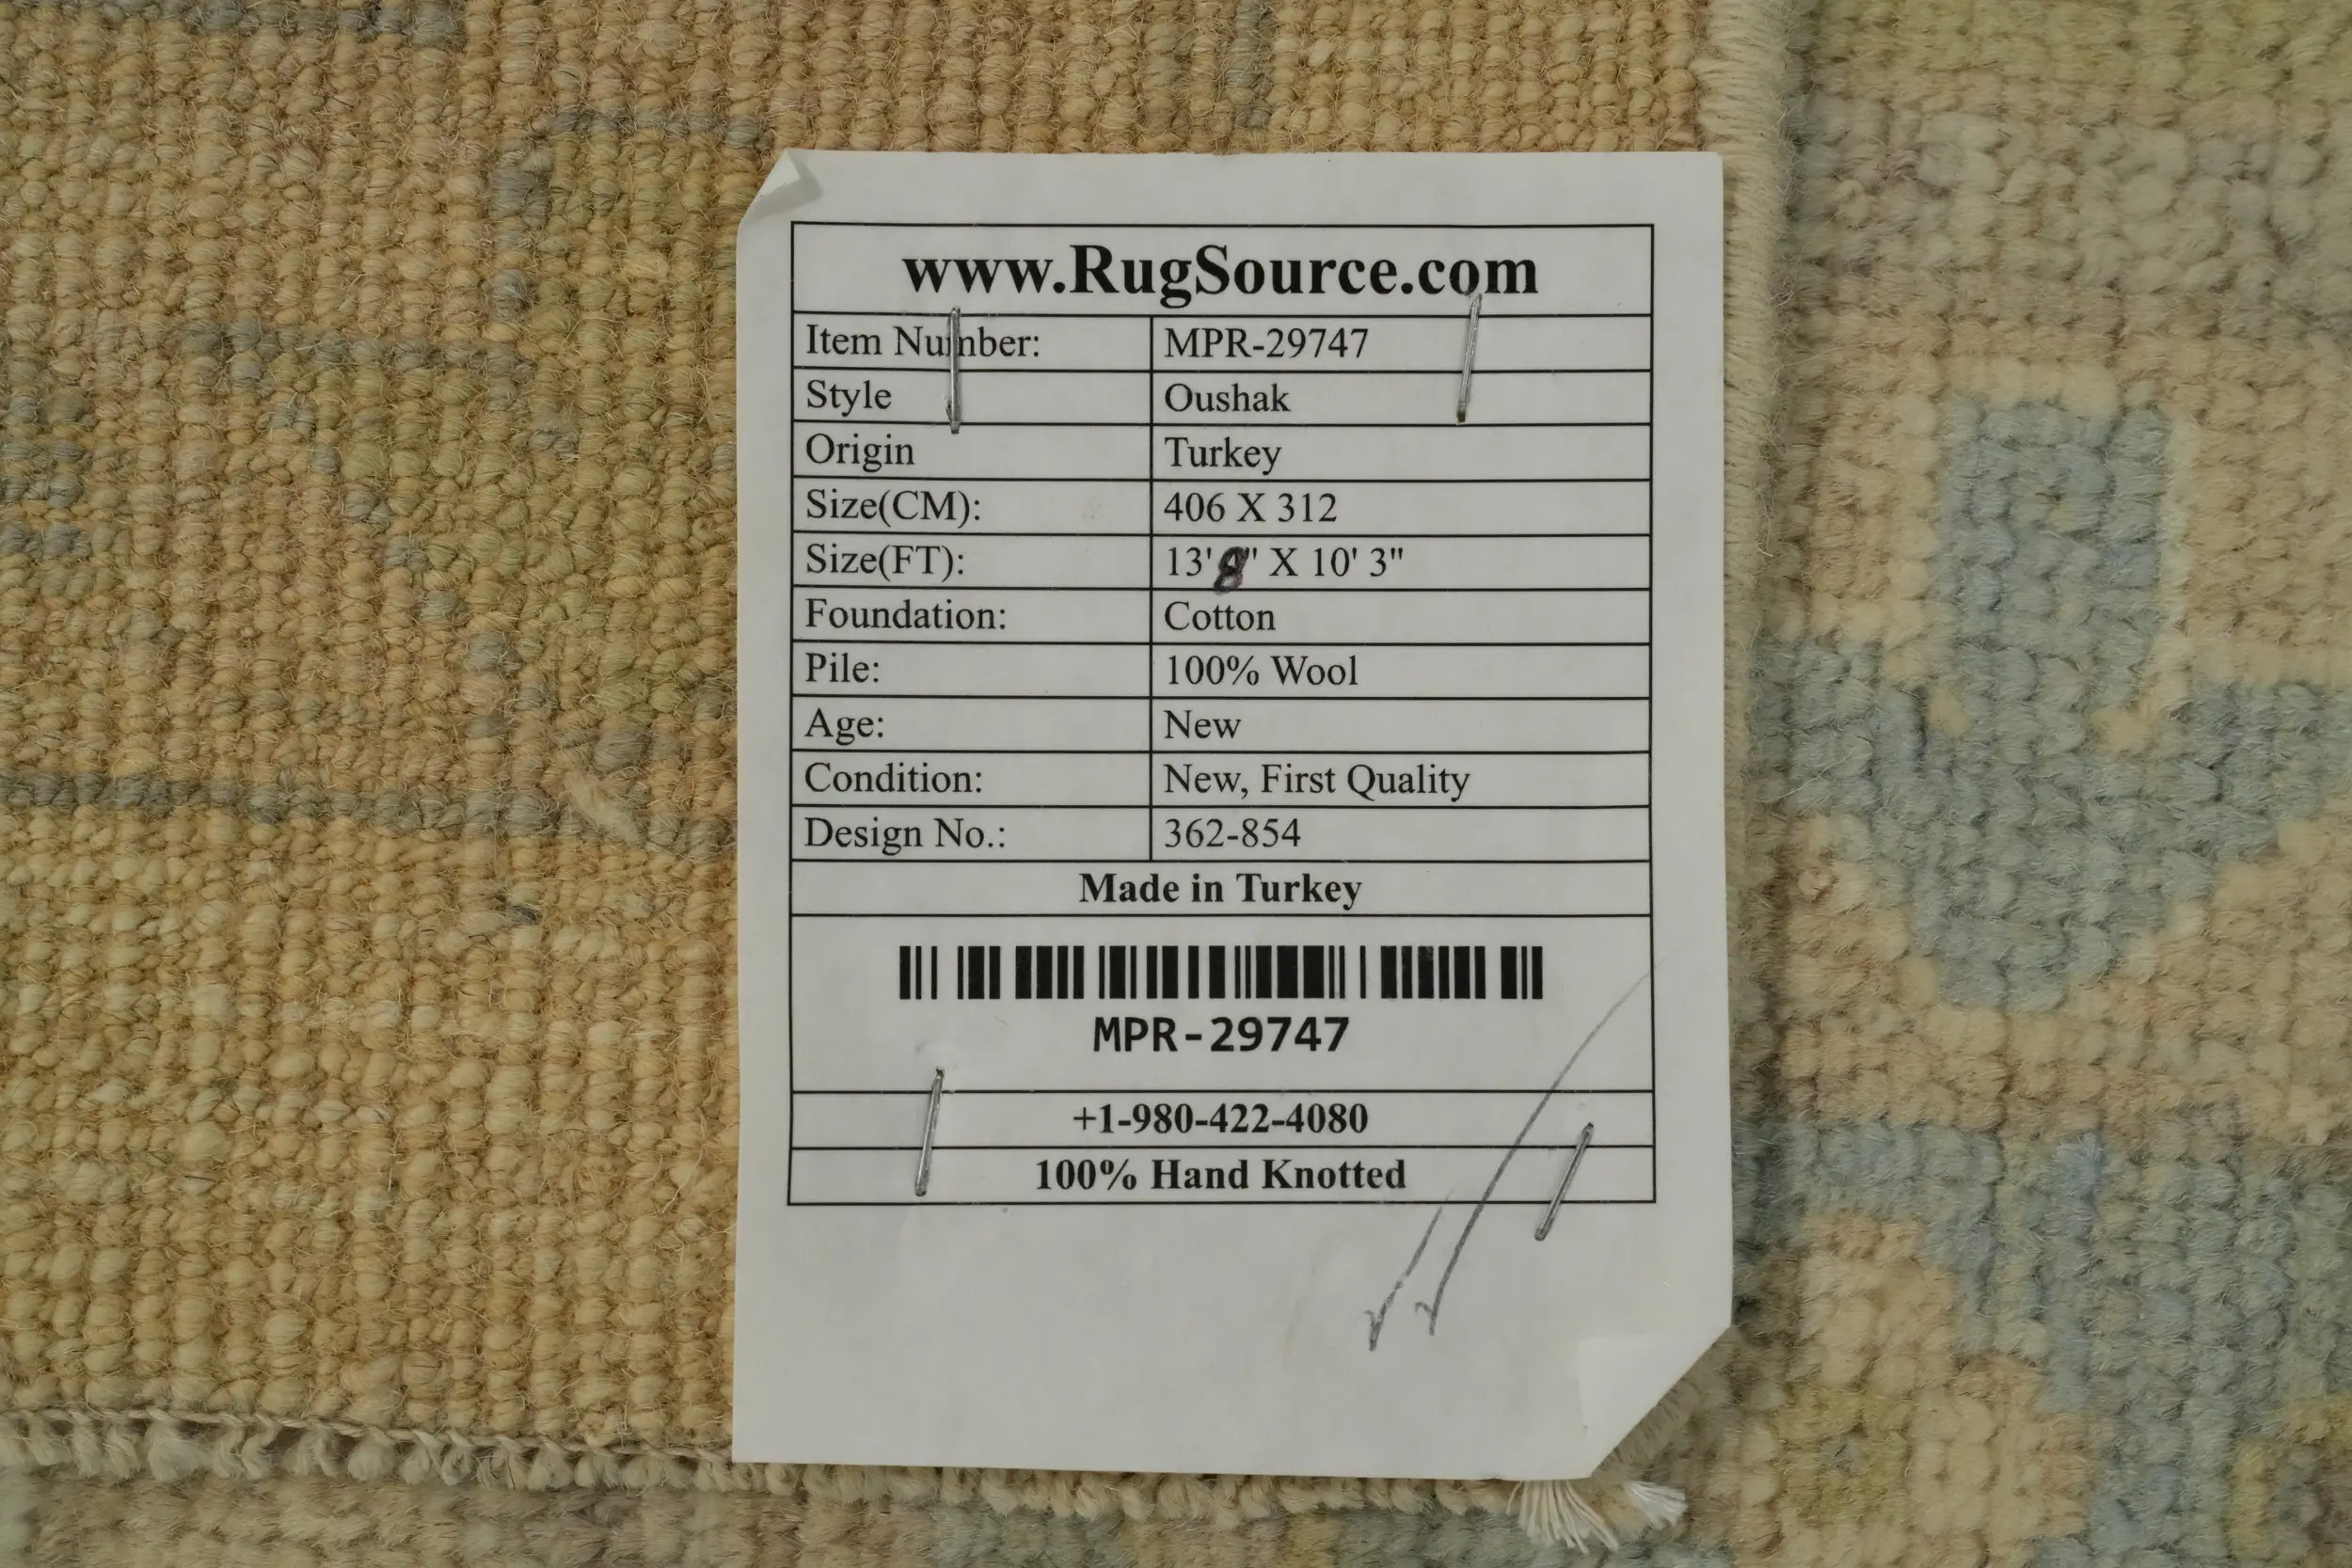 www.RugSource.com
Item Number: MPR-29747
Style Oushak
Origin Turkey
Size(CM): 406 X 312
Size(FT): 13' 8" X 10' 3"
Foundation: Cotton
Pile: 100% Wool
Age: New
Condition: New, First Quality
Design No.: 362-854
Made in Turkey
MPR-29747
+1-980-422-4080
100% Hand Knotted